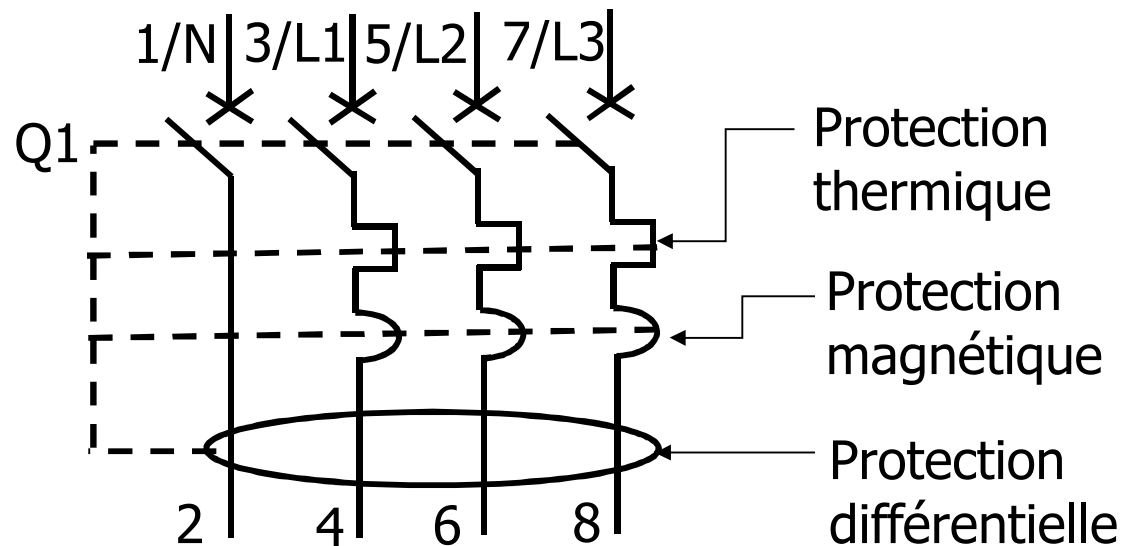 1/N 3/L1 5/L2 7/L3
Q1
Protection
thermique
Protection
magnétique
Protection
différentielle
2 4 6 8